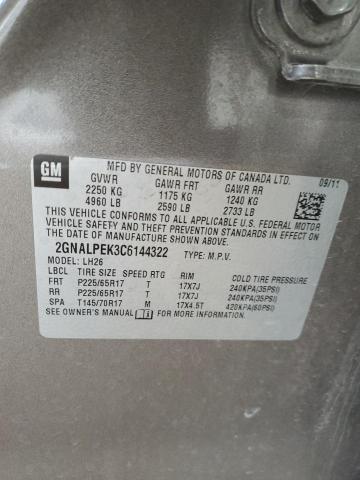 GM
MFD BY GENERAL MOTORS OF CANADA LTD.
GVWR GAWR FRT GAWR RR 09/11
2250 KG 1175 KG 1240 KG
4960 LB 2590 LB 2733 LB
THIS VEHICLE CONFORMS TO ALL APPLICABLE U.S. FEDERAL MOTOR
VEHICLE SAFETY, BUMPER, AND THEFT PREVENTION STANDARDS IN
EFFECT ON THE DATE OF MANUFACTURE SHOWN ABOVE.
2GNALPEK3C6144322 TYPE: M.P.V.
MODEL: LH26
LBCL TIRE SIZE SPEED RTG RIM
FRT P225/65R17 T 17X7J 240KPA(35PSI)
RR P225/65R17 T 17X7J 240KPA(35PSI)
SPA T145/70R17 M 17X4.5T 420KPA(60PSI)
SEE OWNER'S MANUAL FOR MORE INFORMATION